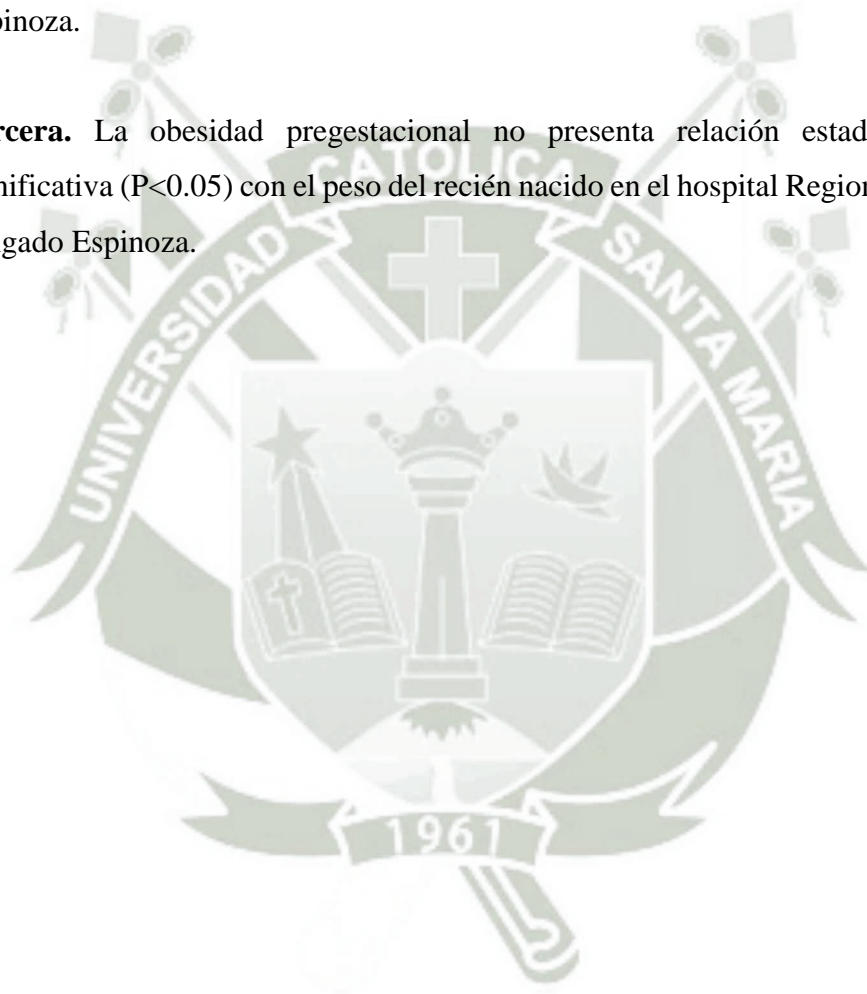 pinoza.
rcera. La obesidad pregestacional no presenta relación estad
nificativa (P<0.05) con el peso del recién nacido en el hospital Region
lgado Espinoza.
CATOLICA
UNIVERSIDAD
SANTA MARIA
1961